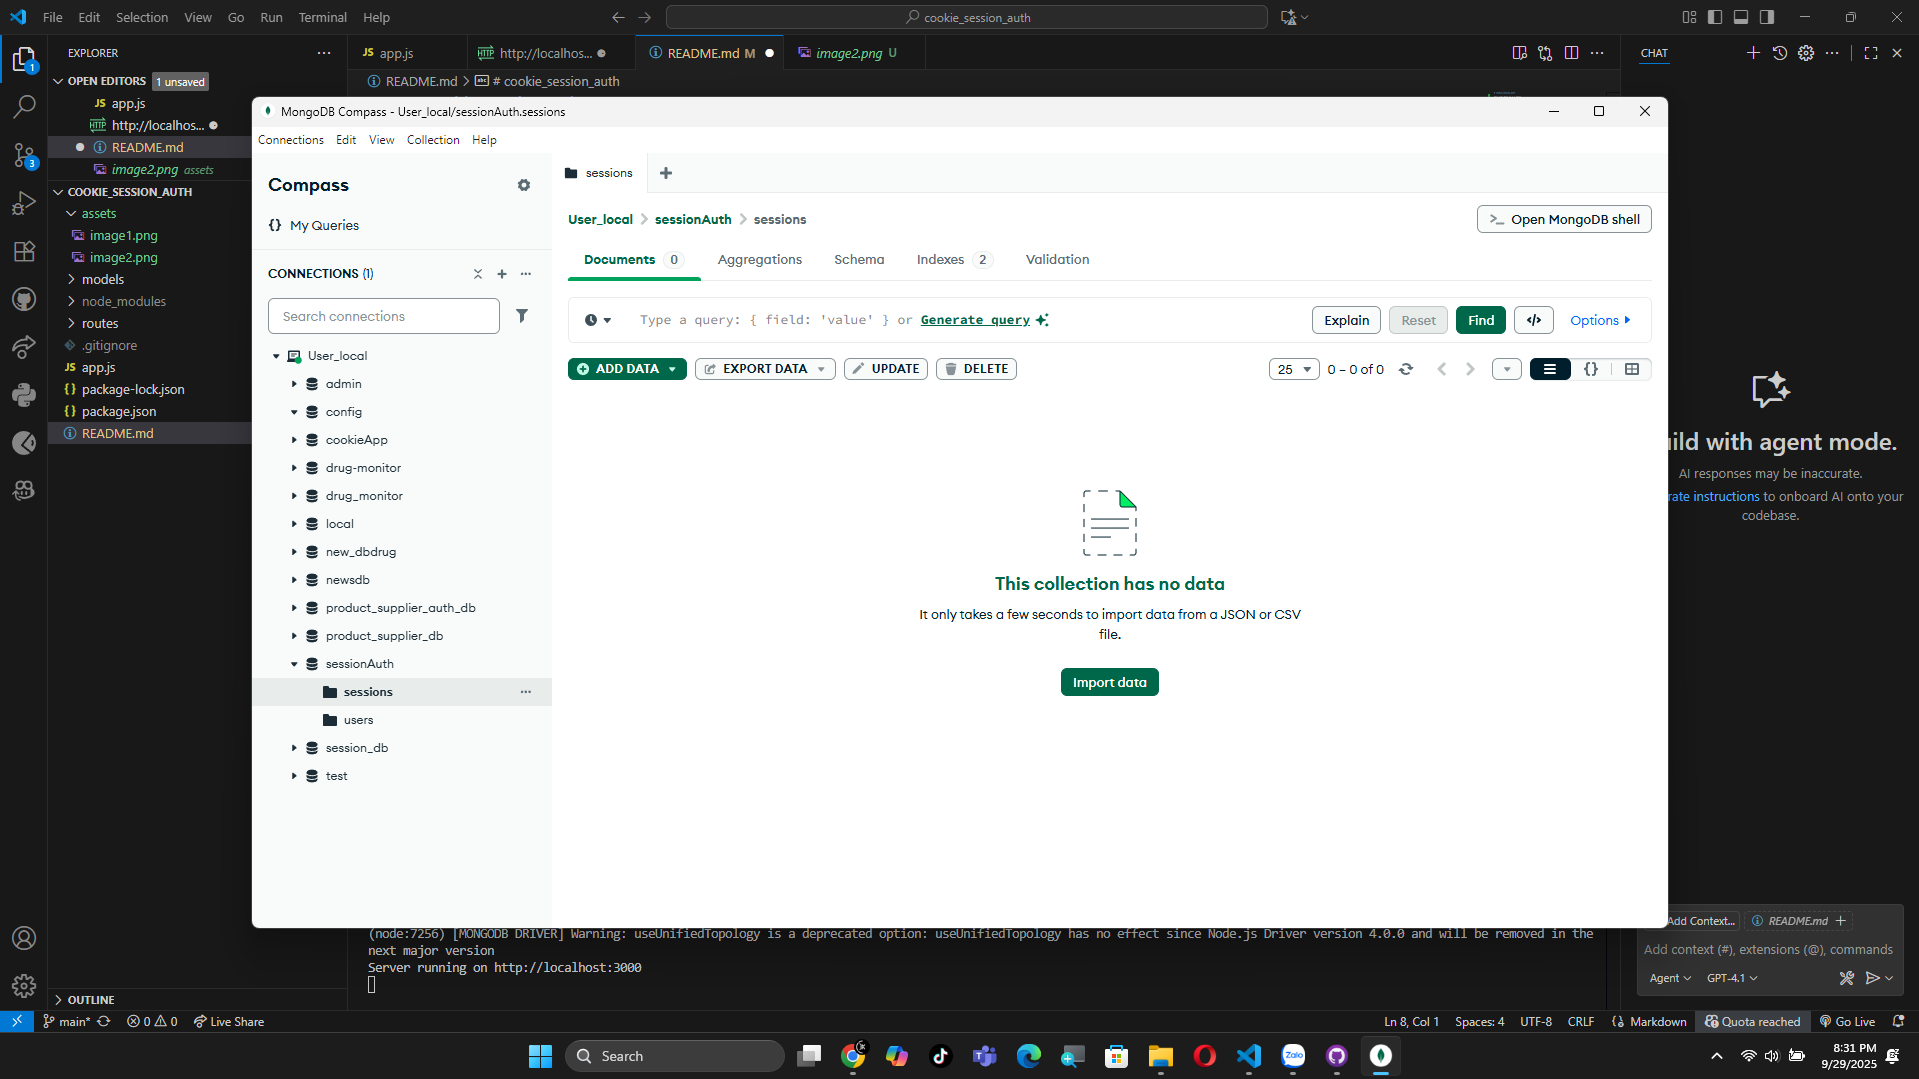 File Edit Selection View Go Run Terminal Help
cookie_session_auth
EXPLORER
OPEN EDITORS 1 unsaved
app.js
http://localhos...
README.md
image2.png assets
COOKIE_SESSION_AUTH
assets
image1.png
image2.png
models
node_modules
routes
.gitignore
app.js
package-lock.json
package.json
README.md
OUTLINE
app.js
http://localhos...
README.md M
image2.png U
README.md > # cookie_session_auth
MongoDB Compass - User_local/sessionAuth.sessions
Connections Edit View Collection Help
Compass
{} My Queries
CONNECTIONS (1)
Search connections
User_local
admin
config
cookieApp
drug-monitor
drug_monitor
local
new_dbdrug
newsdb
product_supplier_auth_db
product_supplier_db
sessionAuth
sessions
users
session_db
test
sessions
User_local > sessionAuth > sessions
>_ Open MongoDB shell
Documents 0 Aggregations Schema Indexes 2 Validation
Type a query: { field: 'value' } or Generate query
Explain Reset Find </> Options
ADD DATA EXPORT DATA UPDATE DELETE
25 0 – 0 of 0 {}
This collection has no data
It only takes a few seconds to import data from a JSON or CSV
file.
Import data
(node:7256) [MONGODB DRIVER] Warning: useUnifiedTopology is a deprecated option: useUnifiedTopology has no effect since Node.js Driver version 4.0.0 and will be removed in the
next major version
Server running on http://localhost:3000
CHAT
ild with agent mode.
AI responses may be inaccurate.
rate instructions to onboard AI onto your
codebase.
Add Context... README.md
Add context (#), extensions (@), commands
Agent GPT-4.1
main* 0 0 Live Share
Ln 8, Col 1 Spaces: 4 UTF-8 CRLF Markdown Quota reached Go Live
Search
Zalo
8:31 PM
9/29/2025